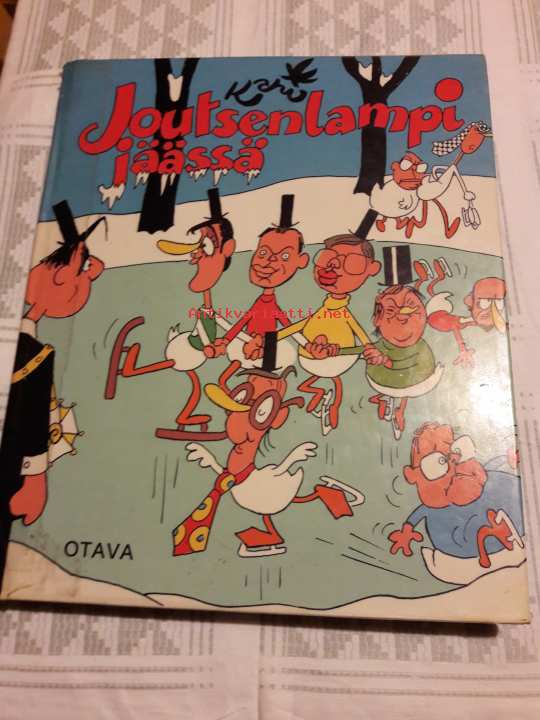 Kari
Joutsenlampi
jäässä
Antikvariaatti.net
OTAVA